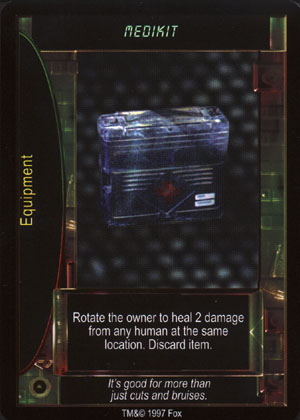 MEDIKIT
Equipment
Rotate the owner to heal 2 damage
from any human at the same
location. Discard item.
It's good for more than
just cuts and bruises.
TM&© 1997 Fox